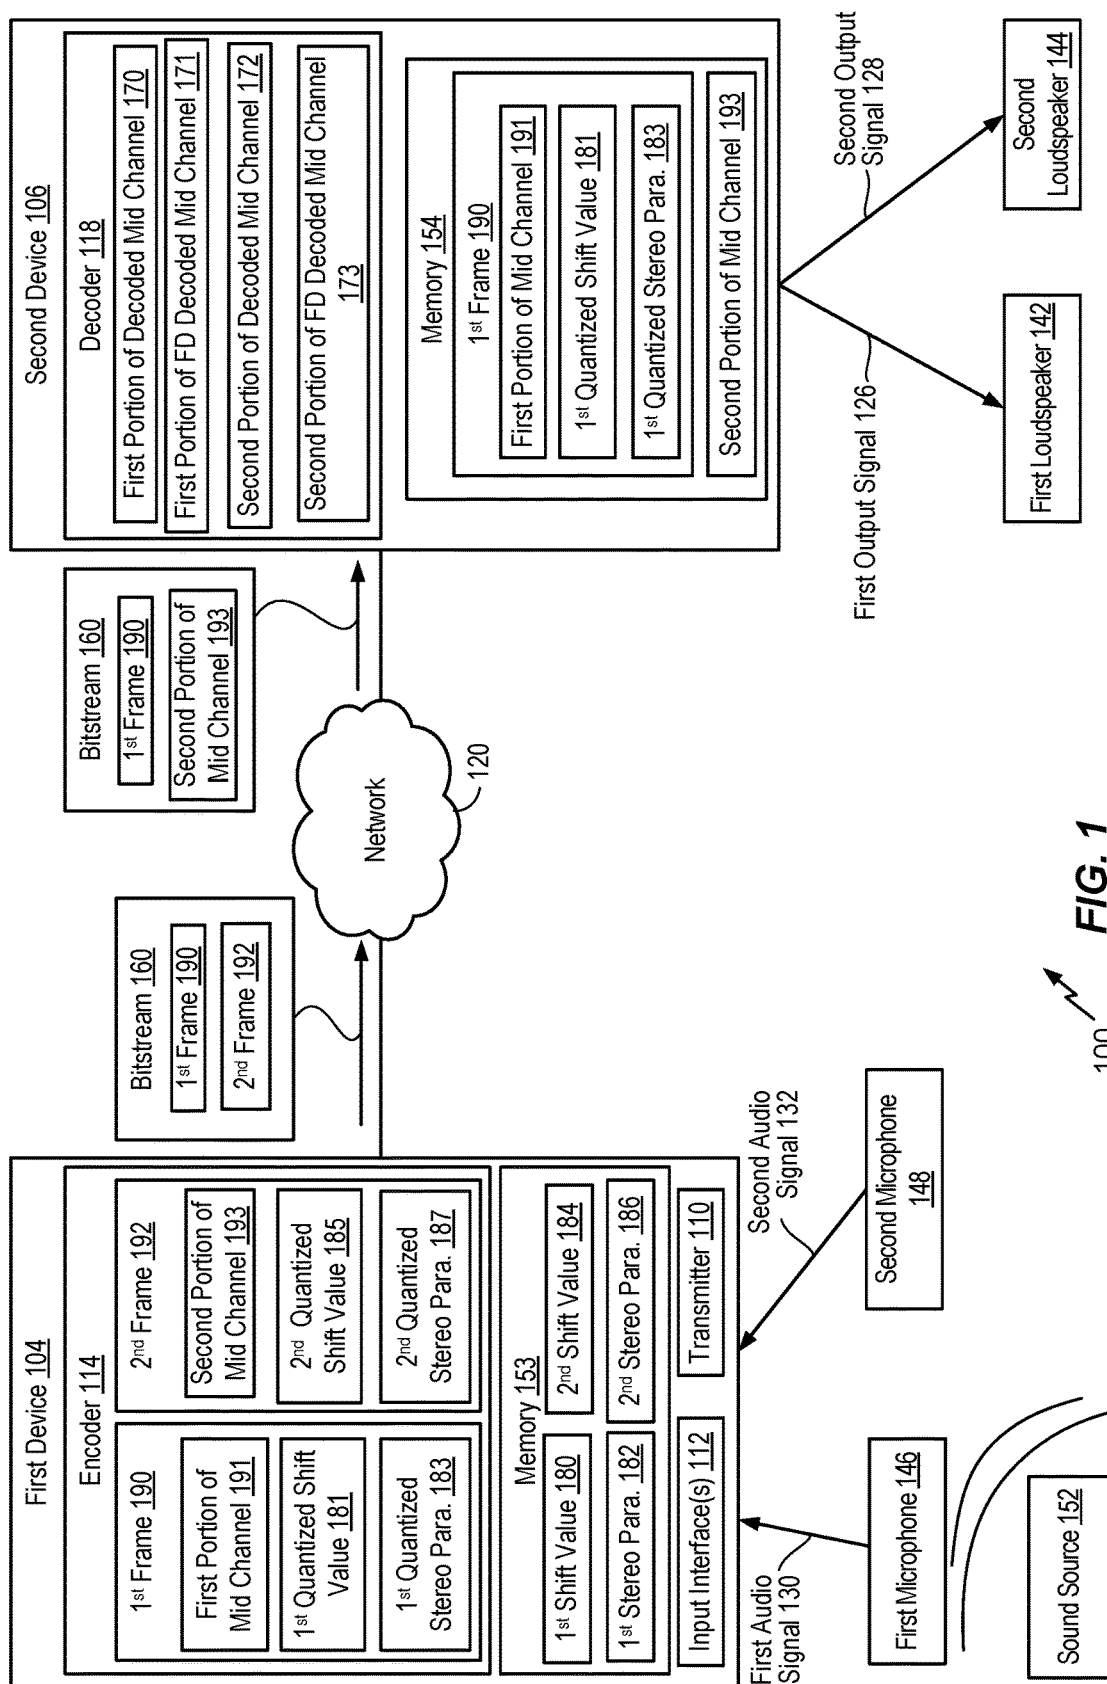 First Device 104
Encoder 114
1st Frame 190
First Portion of
Mid Channel 191
1st Quantized Shift
Value 181
1st Quantized
Stereo Para. 183
2nd Frame 192
Second Portion of
Mid Channel 193
2nd Quantized
Shift Value 185
2nd Quantized
Stereo Para. 187
Memory 153
1st Shift Value 180
2nd Shift Value 184
1st Stereo Para. 182
2nd Stereo Para. 186
Input Interface(s) 112
Transmitter 110
First Audio
Signal 130
Second Audio
Signal 132
First Microphone 146
Second Microphone
148
Sound Source 152
Bitstream 160
1st Frame 190
2nd Frame 192
Network
120
Bitstream 160
1st Frame 190
Second Portion of
Mid Channel 193
Second Device 106
Decoder 118
First Portion of Decoded Mid Channel 170
First Portion of FD Decoded Mid Channel 171
Second Portion of Decoded Mid Channel 172
Second Portion of FD Decoded Mid Channel
173
Memory 154
1st Frame 190
First Portion of Mid Channel 191
1st Quantized Shift Value 181
1st Quantized Stereo Para. 183
Second Portion of Mid Channel 193
First Output Signal 126
Second Output
Signal 128
First Loudspeaker 142
Second
Loudspeaker 144
100
FIG. 1